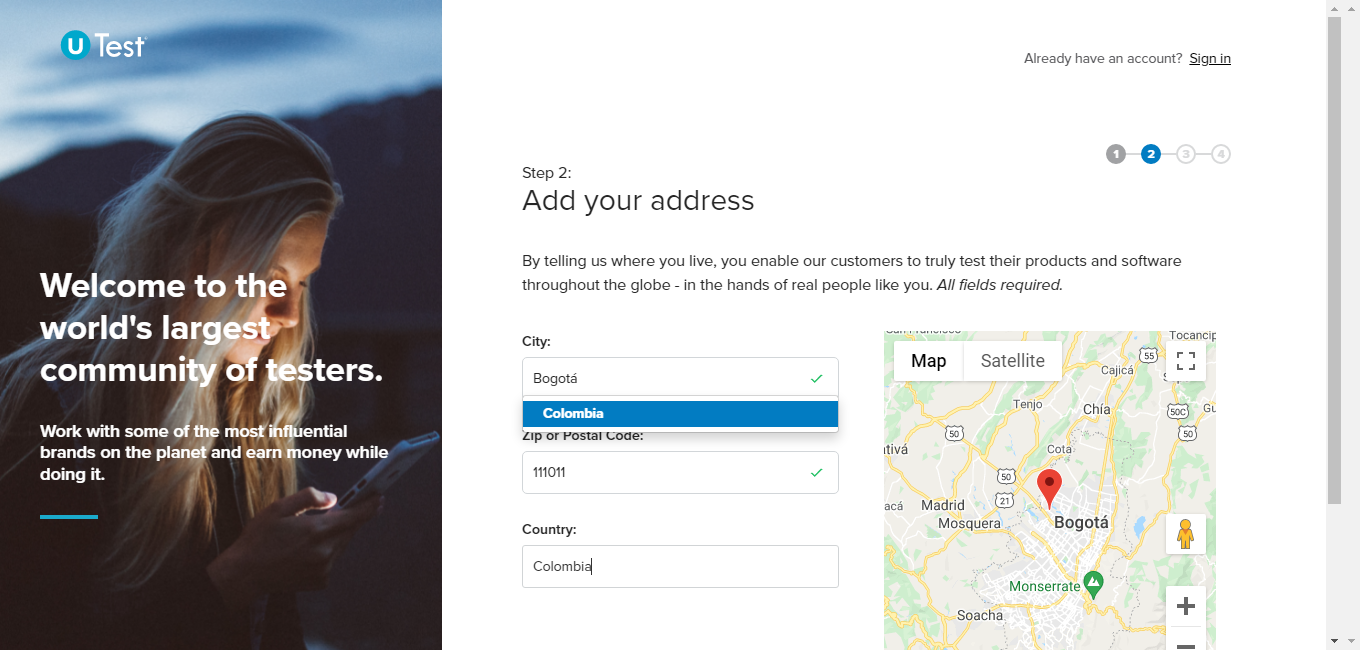 U Test
Welcome to the
world's largest
community of testers.
Work with some of the most influential
brands on the planet and earn money while
doing it.
Already have an account? Sign in
1 2 3 4
Step 2:
Add your address
By telling us where you live, you enable our customers to truly test their products and software
throughout the globe - in the hands of real people like you. All fields required.
City:
Bogotá
Colombia
Zip or Postal Code:
111011
Country:
Colombia
San Francisco
Tocancip
Map Satellite
55
Cajicá
Tenjo
Chía
50C
Gu
50
50
ativá
Cota
50
21
acá
Madrid
Mosquera
Bogotá
Monserrate
Soacha